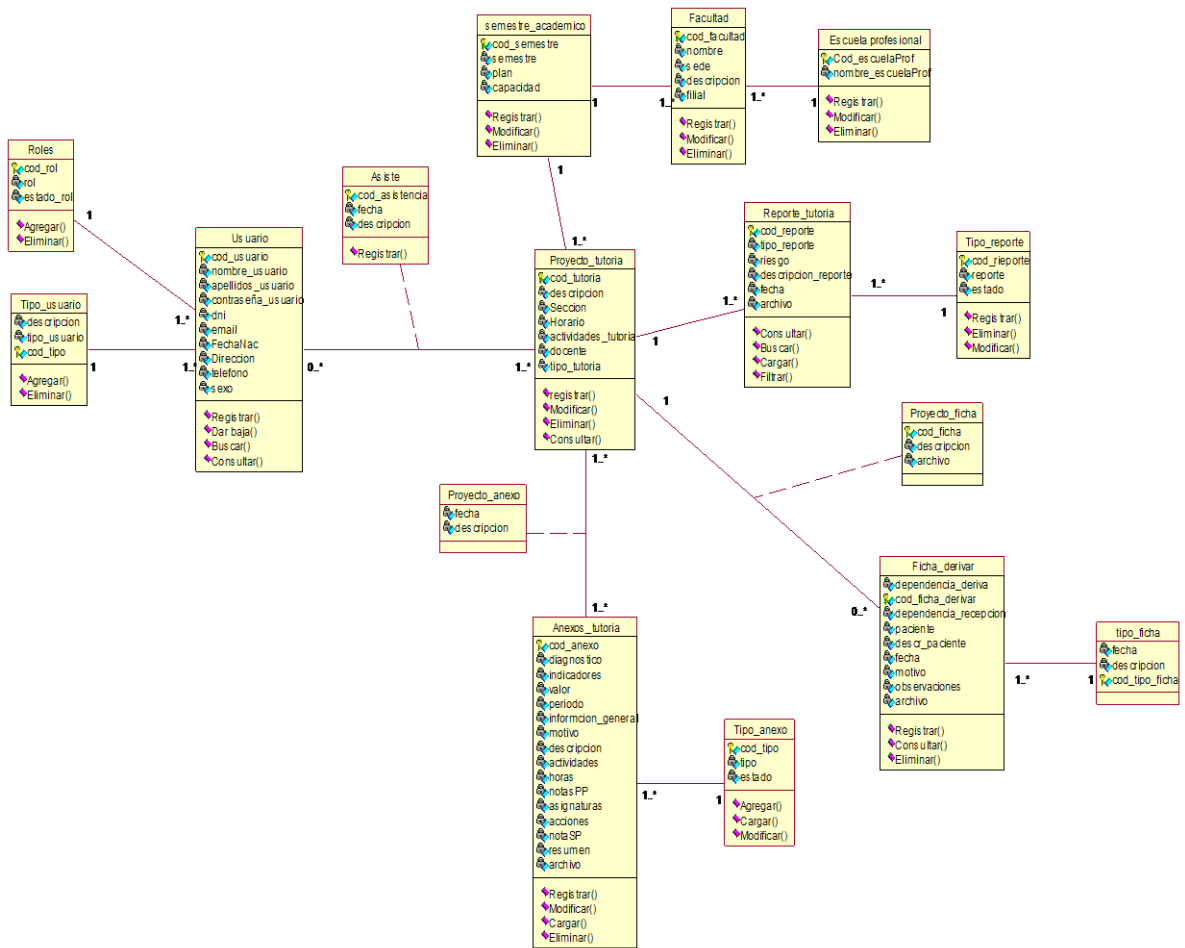 semestre_academico
cod_semestre
semestre
plan
capacidad
Registrar()
Modificar()
Eliminar()
Facultad
cod_facultad
nombre
sede
descripcion
filial
Registrar()
Modificar()
Eliminar()
Escuela profesional
Cod_escuelaProf
nombre_escuelaProf
Registrar()
Modificar()
Eliminar()
1
1..*
1..*
1
Roles
cod_rol
rol
estado_rol
Agregar()
Eliminar()
1
Asiste
cod_asistencia
fecha
descripcion
Registrar()
1
1..*
Usuario
cod_usuario
nombre_usuario
apellidos_usuario
contraseña_usuario
dni
email
FechaNac
Direccion
telefono
sexo
Registrar()
Dar baja()
Buscar()
Consultar()
Tipo_usuario
descripcion
tipo_usuario
cod_tipo
Agregar()
Eliminar()
1..*
1
1..*
0..*
1..*
Proyecto_tutoria
cod_tutoria
descripcion
Seccion
Horario
actividades_tutoria
docente
tipo_tutoria
registrar()
Modificar()
Eliminar()
Consultar()
Reporte_tutoria
cod_reporte
tipo_reporte
riesgo
descripcion_reporte
fecha
archivo
Consultar()
Buscar()
Cargar()
Filtrar()
Tipo_reporte
cod_rieporte
reporte
estado
Registrar()
Eliminar()
Modificar()
1..*
1
1..*
1
1
Proyecto_ficha
cod_ficha
descripcion
archivo
1..*
Proyecto_anexo
fecha
descripcion
1..*
Ficha_derivar
dependencia_deriva
cod_ficha_derivar
dependencia_recepcion
paciente
descr_paciente
fecha
motivo
observaciones
archivo
Registrar()
Consultar()
Eliminar()
0..*
1..*
1
tipo_ficha
fecha
descripcion
cod_tipo_ficha
Anexos_tutoria
cod_anexo
diagnostico
indicadores
valor
periodo
informcion_general
motivo
descripcion
actividades
horas
notasPP
asignaturas
acciones
notaSP
resumen
archivo
Registrar()
Modificar()
Cargar()
Eliminar()
1..*
1
Tipo_anexo
cod_tipo
tipo
estado
Agregar()
Cargar()
Modificar()